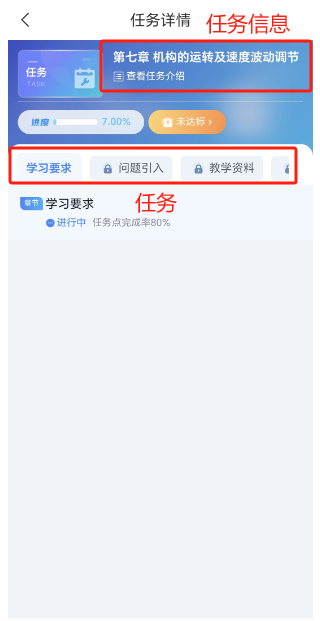 任务详情
任务信息
任务
TASK
第七章 机构的运转及速度波动调节
查看任务介绍
进度 7.00%
未达标 >
学习要求 问题引入 教学资料
任务
章节 学习要求
进行中 任务点完成率80%